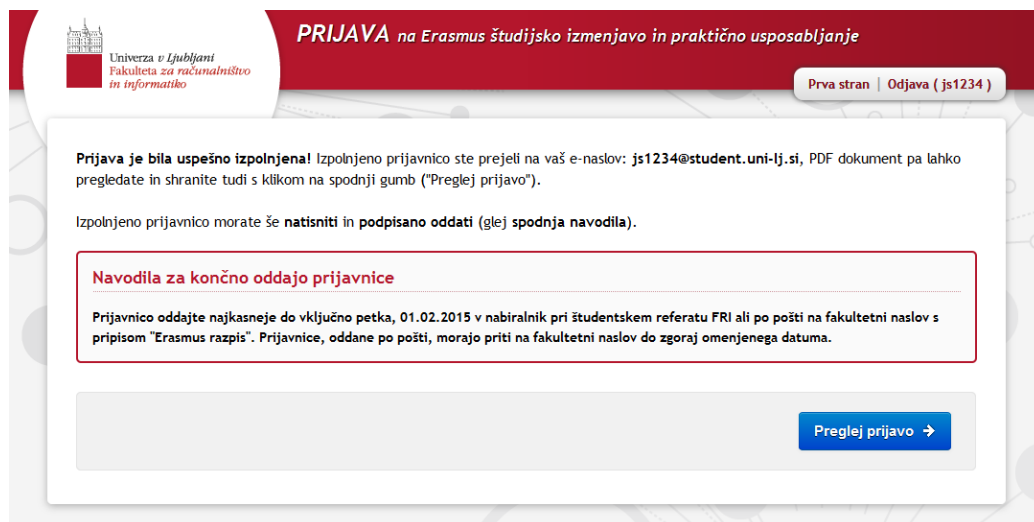 PRIJAVA na Erasmus študijsko izmenjavo in praktično usposabljanje
Univerza v Ljubljani
Fakulteta za računalništvo
in informatiko
Prva stran | Odjava ( js1234 )
Prijava je bila uspešno izpolnjena! Izpolnjeno prijavnico ste prejeli na vaš e-naslov: js1234@student.uni-lj.si, PDF dokument pa lahko
pregledate in shranite tudi s klikom na spodnji gumb ("Preglej prijavo").
Izpolnjeno prijavnico morate še natisniti in podpisano oddati (glej spodnja navodila).
Navodila za končno oddajo prijavnice
Prijavnico oddajte najkasneje do vključno petka, 01.02.2015 v nabiralnik pri študentskem referatu FRI ali po pošti na fakultetni naslov s
pripisom "Erasmus razpis". Prijavnice, oddane po pošti, morajo priti na fakultetni naslov do zgoraj omenjenega datuma.
Preglej prijavo →